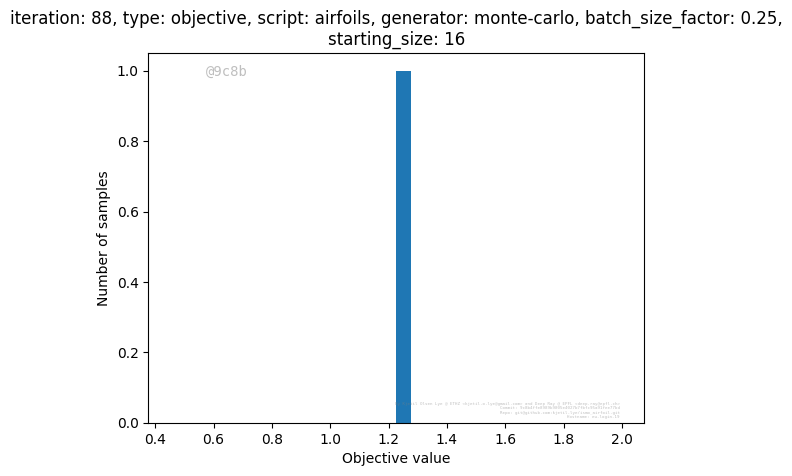 iteration: 88, type: objective, script: airfoils, generator: monte-carlo, batch_size_factor: 0.25,
starting_size: 16
@9c8b
1.0
0.8
0.6
0.4
0.2
0.0
Number of samples
0.4 0.6 0.8 1.0 1.2 1.4 1.6 1.8 2.0
Objective value